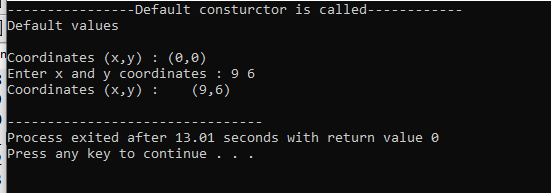 ----------------Default consturctor is called------------
Default values
Coordinates (x,y) : (0,0)
Enter x and y coordinates : 9 6
Coordinates (x,y) :    (9,6)
--------------------------------
Process exited after 13.01 seconds with return value 0
Press any key to continue . . .